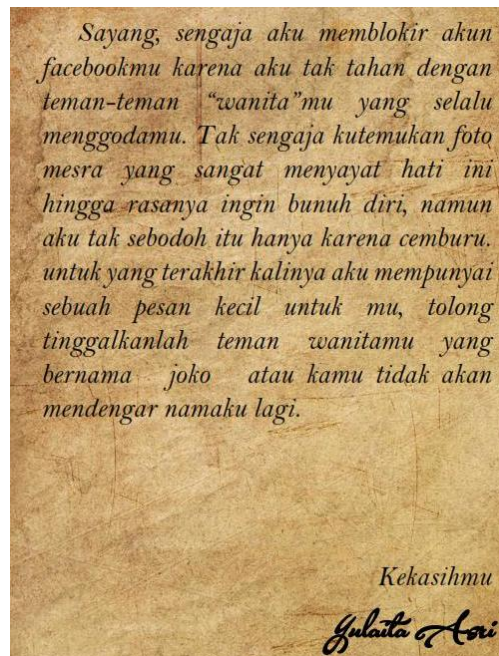 Sayang, sengaja aku memblokir akun
facebookmu karena aku tak tahan dengan
teman-teman “wanita”mu yang selalu
menggodamu. Tak sengaja kutemukan foto
mesra yang sangat menyayat hati ini
hingga rasanya ingin bunuh diri, namun
aku tak sebodoh itu hanya karena cemburu.
untuk yang terakhir kalinya aku mempunyai
sebuah pesan kecil untuk mu, tolong
tinggalkanlah teman wanitamu yang
bernama joko atau kamu tidak akan
mendengar namaku lagi.
Kekasihmu
Yulaita Asri